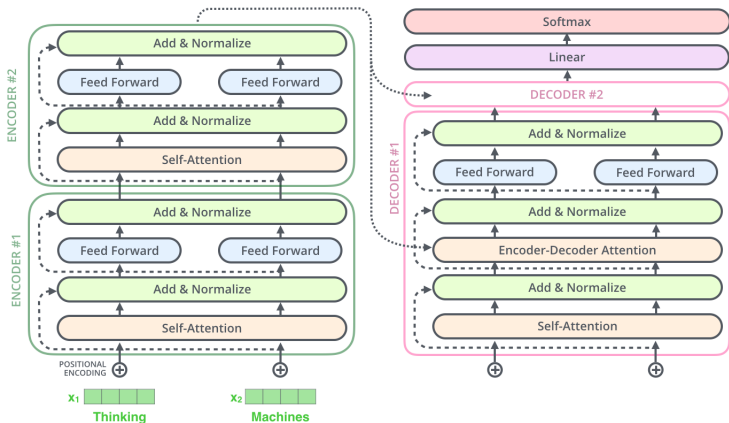 ENCODER #2
Add & Normalize
Feed Forward
Feed Forward
Add & Normalize
Self-Attention
ENCODER #1
Add & Normalize
Feed Forward
Feed Forward
Add & Normalize
Self-Attention
POSITIONAL
ENCODING
x₁
Thinking
x₂
Machines
Softmax
Linear
DECODER #2
DECODER #1
Add & Normalize
Feed Forward
Feed Forward
Add & Normalize
Encoder-Decoder Attention
Add & Normalize
Self-Attention